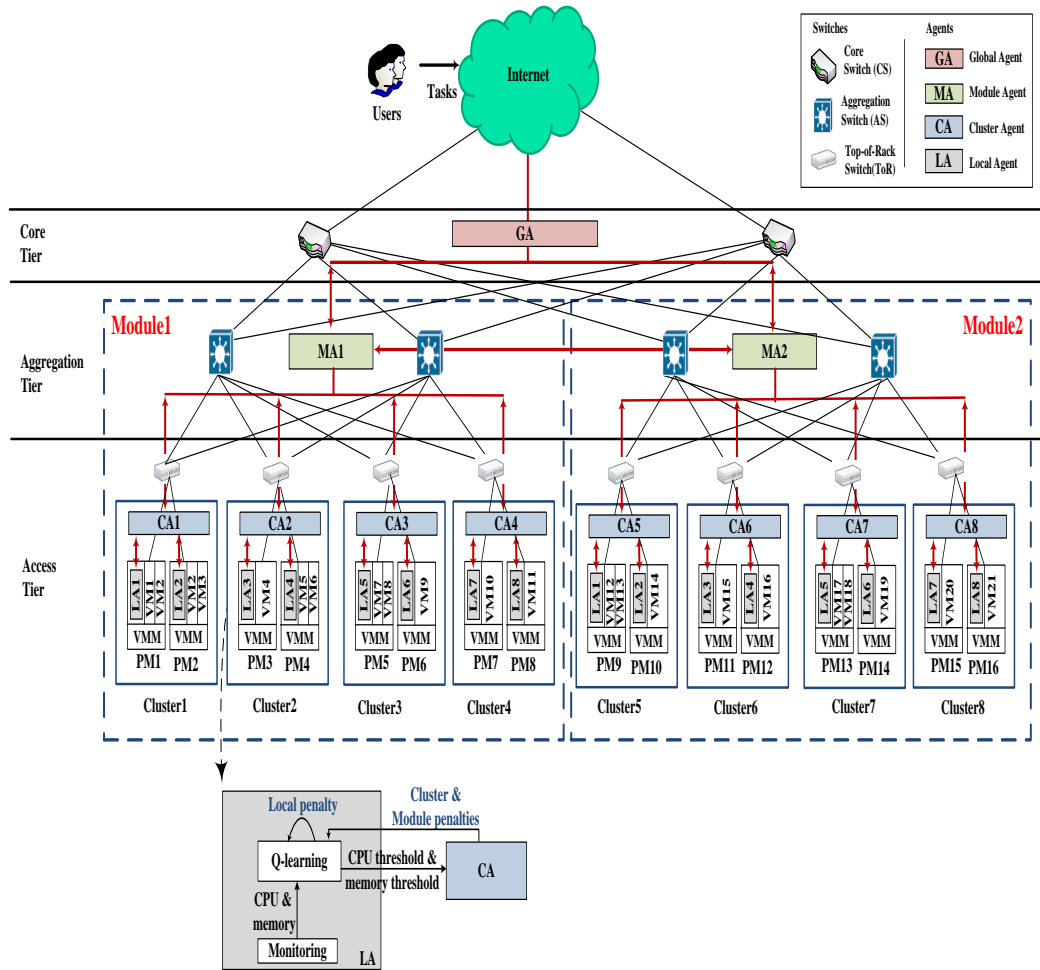 Users
Tasks
Internet
Switches
Agents
Core
Switch (CS)
GA
Global Agent
Aggregation
Switch (AS)
MA
Module Agent
CA
Cluster Agent
Top-of-Rack
Switch(ToR)
LA
Local Agent
Core
Tier
GA
Module1
Module2
Aggregation
Tier
MA1
MA2
Access
Tier
CA1
CA2
CA3
CA4
CA5
CA6
CA7
CA8
LA1
VM1
VM2
LA2
VM2
VM3
LA3
VM4
LA4
VM5
VM6
LA5
VM7
VM8
LA6
VM9
LA7
VM10
LA8
VM11
LA1
VM12
VM13
LA2
VM14
LA3
VM15
LA4
VM16
LA5
VM17
VM18
LA6
VM19
LA7
VM20
LA8
VM21
VMM VMM VMM VMM VMM VMM VMM VMM VMM VMM VMM VMM VMM VMM VMM VMM
PM1 PM2 PM3 PM4 PM5 PM6 PM7 PM8 PM9 PM10 PM11 PM12 PM13 PM14 PM15 PM16
Cluster1 Cluster2 Cluster3 Cluster4 Cluster5 Cluster6 Cluster7 Cluster8
Local penalty
Cluster &
Module penalties
Q-learning
CPU threshold &
memory threshold
CA
CPU &
memory
Monitoring
LA